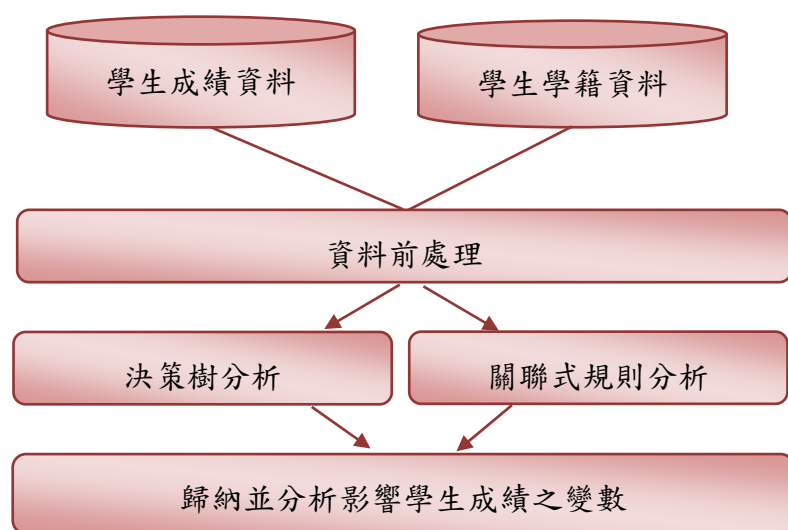 學生成績資料
學生學籍資料
資料前處理
決策樹分析
關聯式規則分析
歸納並分析影響學生成績之變數